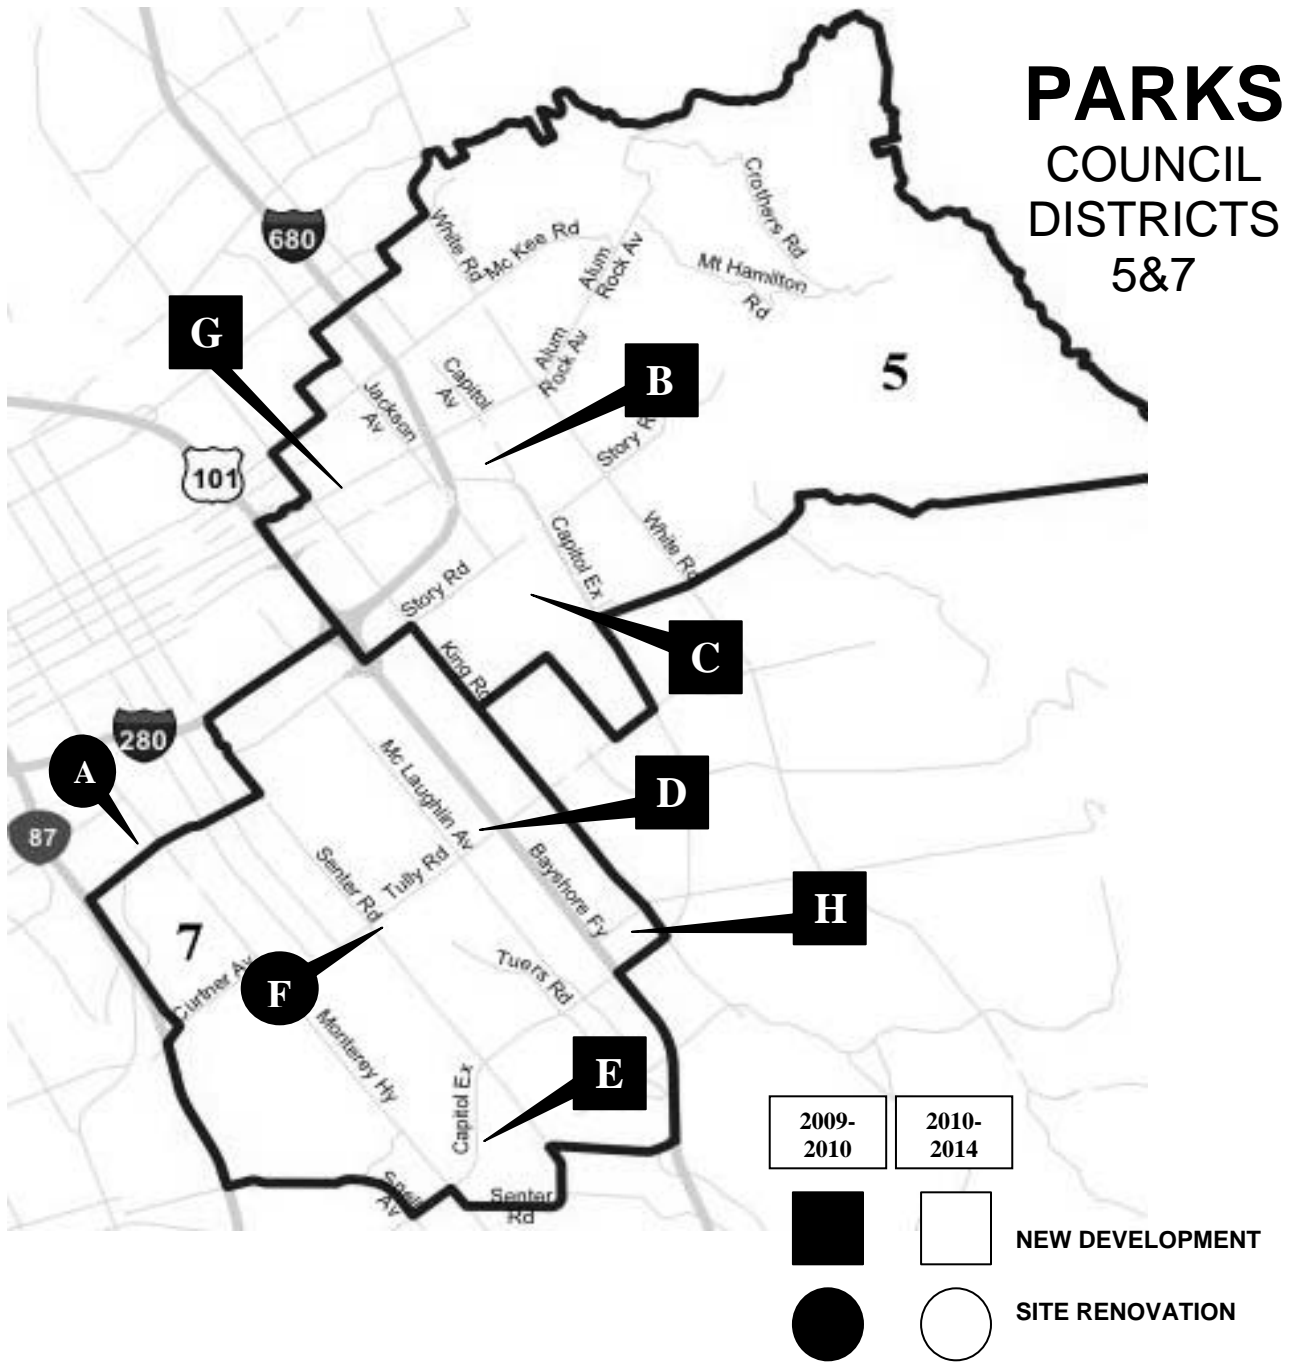 PARKS
COUNCIL
DISTRICTS
5&7
680
White Rd
Mc Kee Rd
Alum
Rock Av
Crothers Rd
Mt Hamilton
Rd
G
Alum
Rock Av
B
5
Capitol
Av
Jackson
Av
101
Capitol Ex
White Rd
Story Rd
C
King Rd
280
A
87
Mc Laughlin Av
D
Senter Rd
Tully Rd
Bayshore Fy
H
7
Curtner Av
F
Tuers Rd
Monterey Hy
E
Capitol Ex
Av
Senter
Rd
2009-
2010
2010-
2014
NEW DEVELOPMENT
SITE RENOVATION